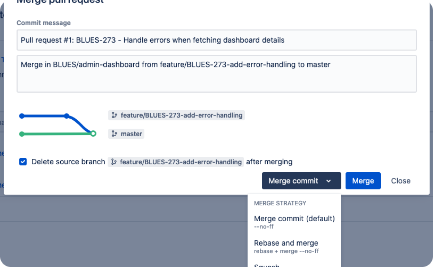 Merge pull request
Commit message
Pull request #1: BLUES-273 - Handle errors when fetching dashboard details
Merge in BLUES/admin-dashboard from feature/BLUES-273-add-error-handling to master
feature/BLUES-273-add-error-handling
master
Delete source branch feature/BLUES-273-add-error-handling after merging
Merge commit Merge Close
MERGE STRATEGY
Merge commit (default)
--no-ff
Rebase and merge
rebase + merge --no-ff
Squash